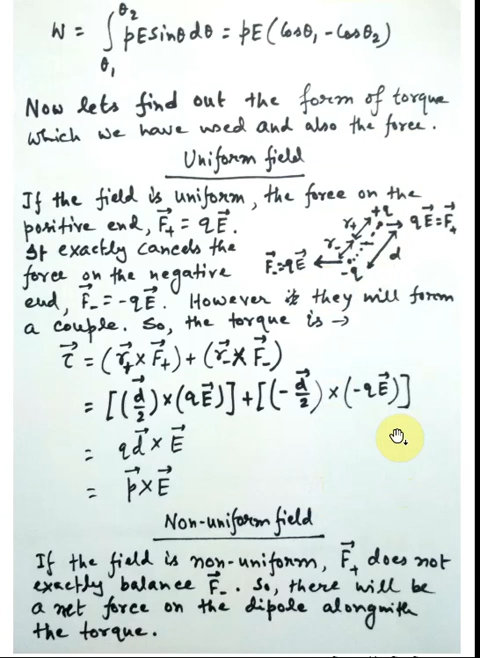 W = ∫θ₁^θ₂ pE sinθ dθ = pE (Cosθ₁ - Cosθ₂)
Now lets find out the form of torque
which we have used and also the force.
Uniform field
If the field is uniform, the force on the
positive end, F⃗₊ = qE⃗.
It exactly cancels the
force on the negative
end, F⃗₋ = -qE⃗. However they will form
a couple. So, the torque is →
+q
r₊
qE⃗ = F⃗₊
r₋
F⃗₋ = qE⃗
-q
d
τ⃗ = (r⃗₊ × F⃗₊) + (r⃗₋ × F⃗₋)
= [(d⃗/2) × (qE⃗)] + [(-d⃗/2) × (-qE⃗)]
= qd⃗ × E⃗
= p⃗ × E⃗
Non-uniform field
If the field is non-uniform, F⃗₊ does not
exactly balance F⃗₋. So, there will be
a net force on the dipole alongwith
the torque.